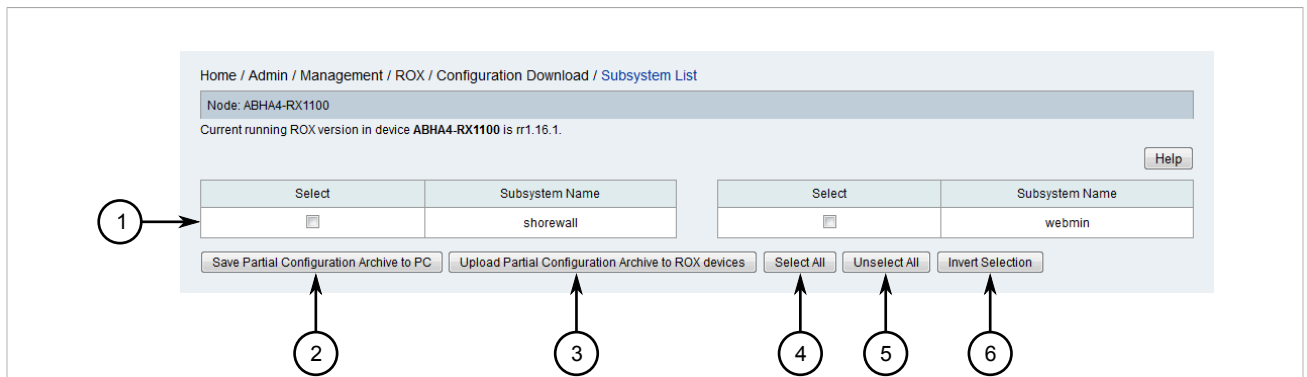 Home / Admin / Management / ROX / Configuration Download / Subsystem List
Node: ABHA4-RX1100
Current running ROX version in device ABHA4-RX1100 is rr1.16.1.
Help
Select Subsystem Name Select Subsystem Name
1 shorewall webmin
Save Partial Configuration Archive to PC Upload Partial Configuration Archive to ROX devices Select All Unselect All Invert Selection
2 3 4 5 6